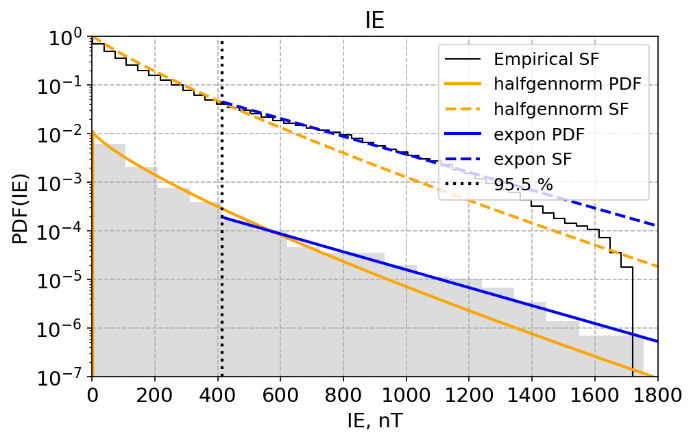 IE
PDF(IE)
10^0
10^-1
10^-2
10^-3
10^-4
10^-5
10^-6
10^-7
Empirical SF
halfgennorm PDF
halfgennorm SF
expon PDF
expon SF
95.5 %
0 200 400 600 800 1000 1200 1400 1600 1800
IE, nT